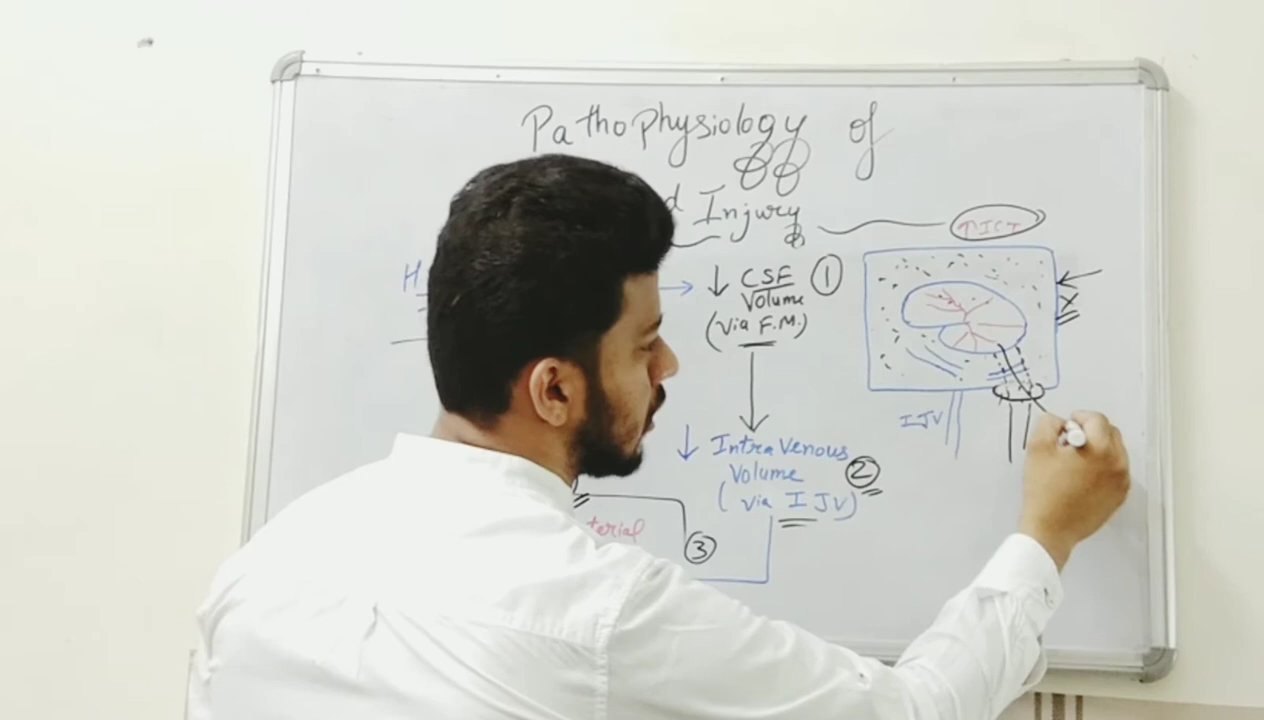 Pathophysiology of
Injury
↑ICT
H
↓ CSF ①
Volume
(via F.M.)
X
IJV
↓ Intra Venous
Volume ②
(via IJV)
terial
③